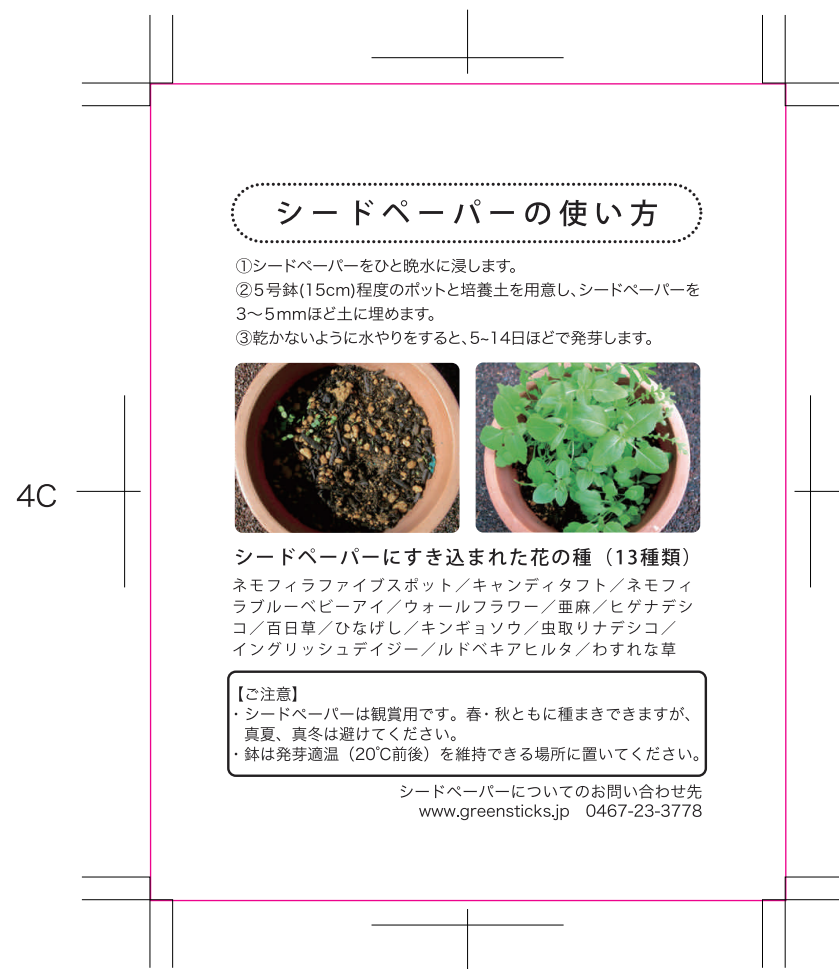 シードペーパーの使い方
①シードペーパーをひと晩水に浸します。
②5号鉢(15cm)程度のポットと培養土を用意し、シードペーパーを
3〜5mmほど土に埋めます。
③乾かないように水やりをすると、5~14日ほどで発芽します。
4C
シードペーパーにすき込まれた花の種（13種類）
ネモフィラファイブスポット／キャンディタフト／ネモフィ
ラブルーベビーアイ／ウォールフラワー／亜麻／ヒゲナデシ
コ／百日草／ひなげし／キンギョソウ／虫取りナデシコ／
イングリッシュデイジー／ルドベキアヒルタ／わすれな草
【ご注意】
・シードペーパーは観賞用です。春・秋ともに種まきできますが、
真夏、真冬は避けてください。
・鉢は発芽適温（20℃前後）を維持できる場所に置いてください。
シードペーパーについてのお問い合わせ先
www.greensticks.jp　0467-23-3778